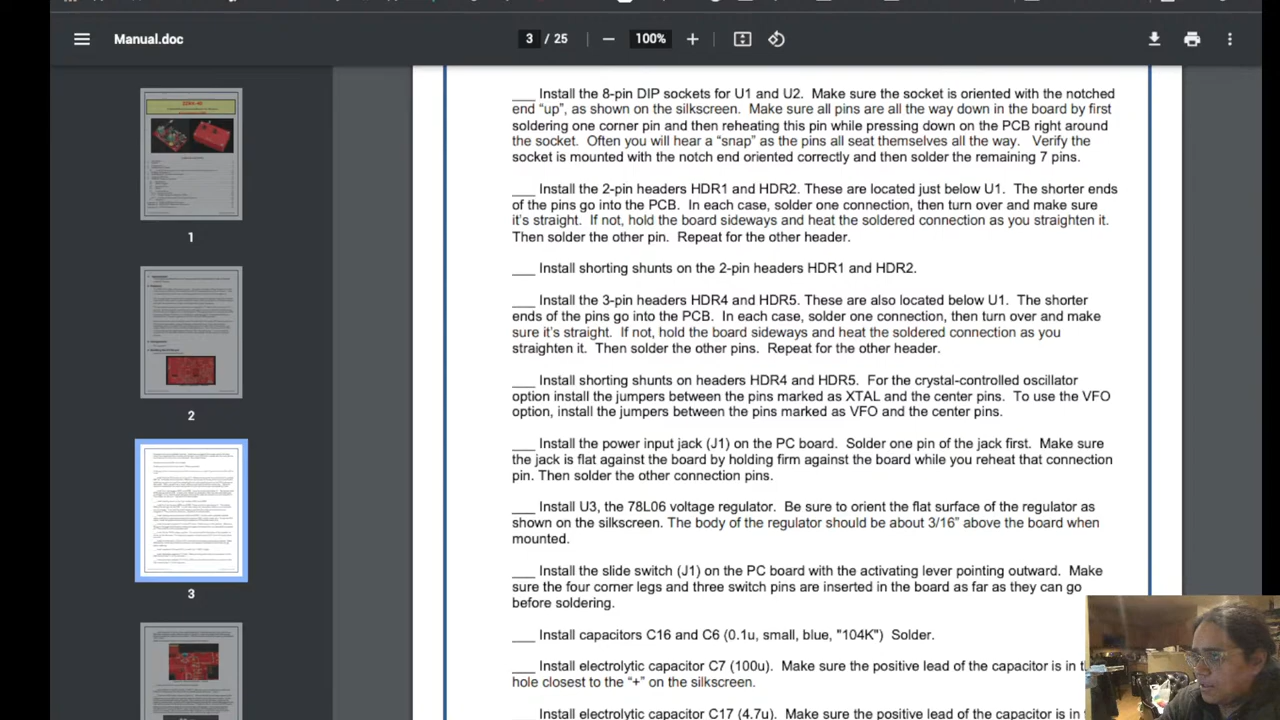 Manual.doc
3 / 25
100%
1
2
3
___ Install the 8-pin DIP sockets for U1 and U2. Make sure the socket is oriented with the notched
end “up”, as shown on the silkscreen. Make sure all pins are all the way down in the board by first
soldering one corner pin and then reheating this pin while pressing down on the PCB right around
the socket. Often you will hear a “snap” as the pins all seat themselves all the way. Verify the
socket is mounted with the notch end oriented correctly and then solder the remaining 7 pins.
___ Install the 2-pin headers HDR1 and HDR2. These are located just below U1. The shorter ends
of the pins go into the PCB. In each case, solder one connection, then turn over and make sure
it's straight. If not, hold the board sideways and heat the soldered connection as you straighten it.
Then solder the other pin. Repeat for the other header.
___ Install shorting shunts on the 2-pin headers HDR1 and HDR2.
___ Install the 3-pin headers HDR4 and HDR5. These are also located below U1. The shorter
ends of the pins go into the PCB. In each case, solder one connection, then turn over and make
sure it's straight. If not, hold the board sideways and heat the soldered connection as you
straighten it. Then solder the other pins. Repeat for the other header.
___ Install shorting shunts on headers HDR4 and HDR5. For the crystal-controlled oscillator
option install the jumpers between the pins marked as XTAL and the center pins. To use the VFO
option, install the jumpers between the pins marked as VFO and the center pins.
___ Install the power input jack (J1) on the PC board. Solder one pin of the jack first. Make sure
the jack is flat against the board by holding firm against the board while you reheat that connection
pin. Then solder the other connection pins.
___ Install U3, the 78L05 voltage regulator. Be sure to orient the flat surface of the regulator as
shown on the silkscreen. The body of the regulator should be about 3/16” above the board when
mounted.
___ Install the slide switch (J1) on the PC board with the activating lever pointing outward. Make
sure the four corner legs and three switch pins are inserted in the board as far as they can go
before soldering.
___ Install capacitors C16 and C6 (0.1u, small, blue, "104K") Solder.
___ Install electrolytic capacitor C7 (100u). Make sure the positive lead of the capacitor is in t
hole closest to the “+” on the silkscreen.
___ Install electrolytic capacitor C17 (4.7u). Make sure the positive lead of the capacitor is in